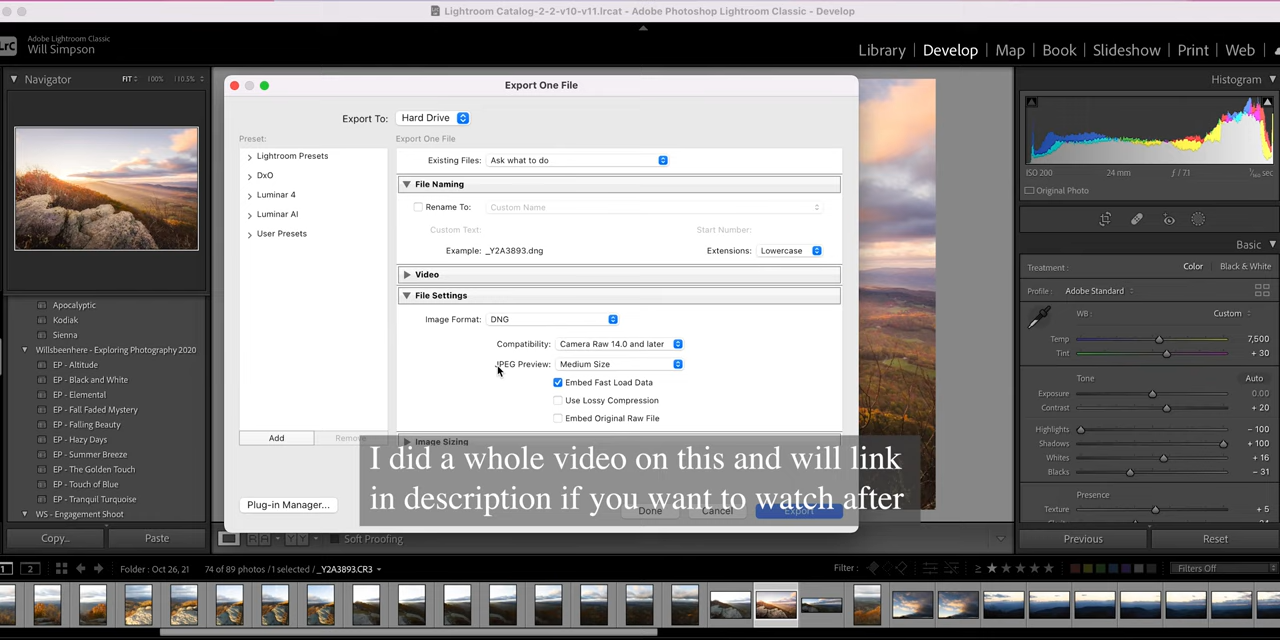 Lightroom Catalog-2-2-v10-v11.lrcat - Adobe Photoshop Lightroom Classic - Develop
LrC
Adobe Lightroom Classic
Will Simpson
Library | Develop | Map | Book | Slideshow | Print | Web
Navigator FIT 100% 110.5%
Histogram
ISO 200 24 mm ƒ / 7.1 sec
Original Photo
Basic
Treatment : Color Black & White
Profile : Adobe Standard
WB : Custom
Temp 7,500
Tint + 30
Tone Auto
Exposure 0.00
Contrast + 20
Highlights – 100
Shadows + 100
Whites + 16
Blacks – 31
Presence
Texture + 5
Previous Reset
Apocalyptic
Kodiak
Sienna
Willsbeenhere - Exploring Photography 2020
EP - Altitude
EP - Black and White
EP - Elemental
EP - Fall Faded Mystery
EP - Falling Beauty
EP - Hazy Days
EP - Summer Breeze
EP - The Golden Touch
EP - Touch of Blue
EP - Tranquil Turquoise
WS - Engagement Shoot
Copy... Paste
Export One File
Export To: Hard Drive
Preset:
Lightroom Presets
DxO
Luminar 4
Luminar AI
User Presets
Add Remove
Plug-in Manager...
Export One File
Existing Files: Ask what to do
File Naming
Rename To: Custom Name
Custom Text: Start Number:
Example: _Y2A3893.dng Extensions: Lowercase
Video
File Settings
Image Format: DNG
Compatibility: Camera Raw 14.0 and later
JPEG Preview: Medium Size
Embed Fast Load Data
Use Lossy Compression
Embed Original Raw File
Image Sizing
I did a whole video on this and will link
in description if you want to watch after
Done Cancel Export
Soft Proofing
1 2 Folder : Oct 26, 21 74 of 89 photos / 1 selected / _Y2A3893.CR3 Filter : Filters Off